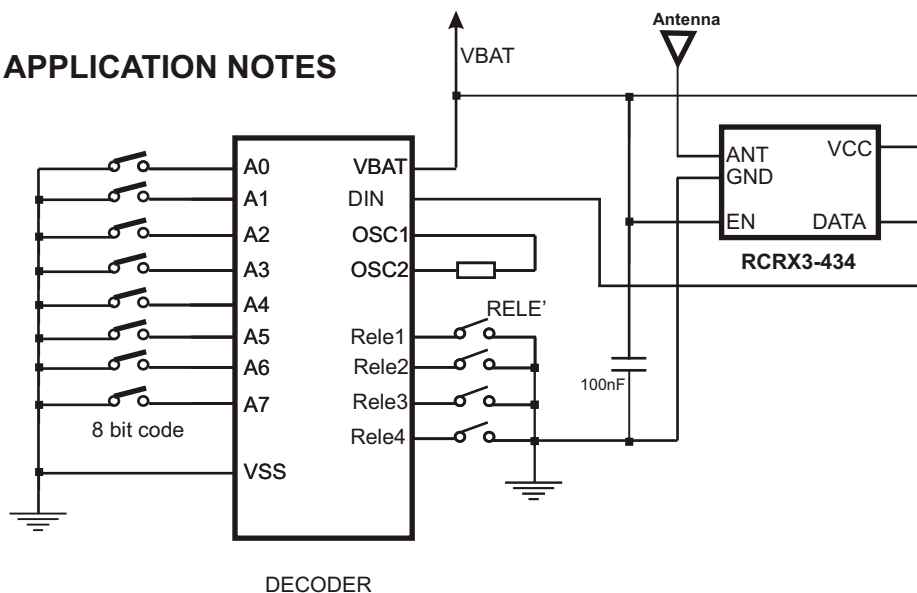 APPLICATION NOTES
VBAT
Antenna
A0
A1
A2
A3
A4
A5
A6
A7
VSS
VBAT
DIN
OSC1
OSC2
Rele1
Rele2
Rele3
Rele4
RELE'
8 bit code
DECODER
100nF
ANT
GND
EN
VCC
DATA
RCRX3-434